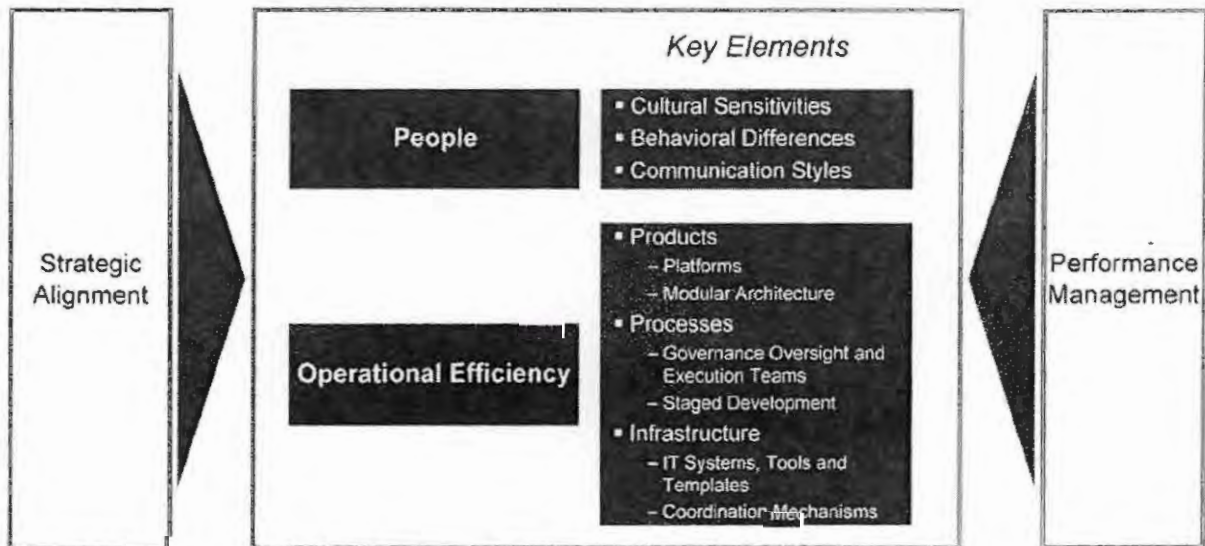 Key Elements
People
▪ Cultural Sensitivities
▪ Behavioral Differences
▪ Communication Styles
Strategic
Alignment
Operational Efficiency
▪ Products
– Platforms
– Modular Architecture
▪ Processes
– Governance Oversight and
Execution Teams
– Staged Development
▪ Infrastructure
– IT Systems, Tools and
Templates
– Coordination Mechanisms
Performance
Management